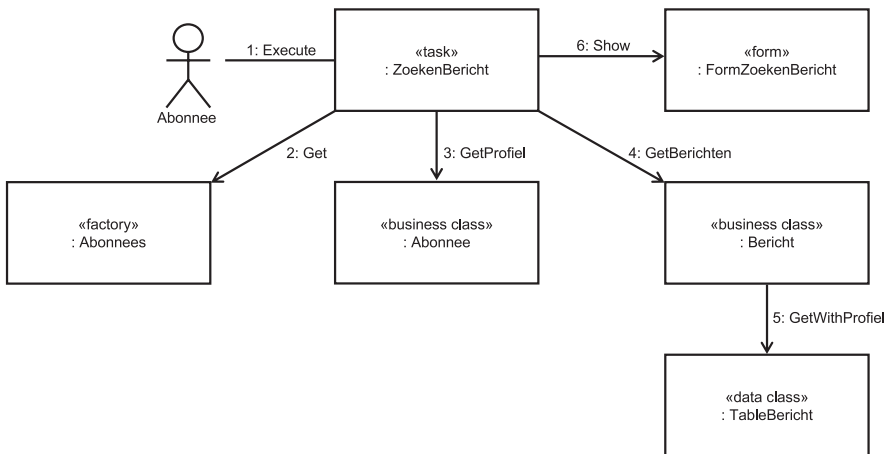 1: Execute
«task»
: ZoekenBericht
6: Show
«form»
: FormZoekenBericht
Abonnee
2: Get
3: GetProfiel
4: GetBerichten
«factory»
: Abonnees
«business class»
: Abonnee
«business class»
: Bericht
5: GetWithProfiel
«data class»
: TableBericht